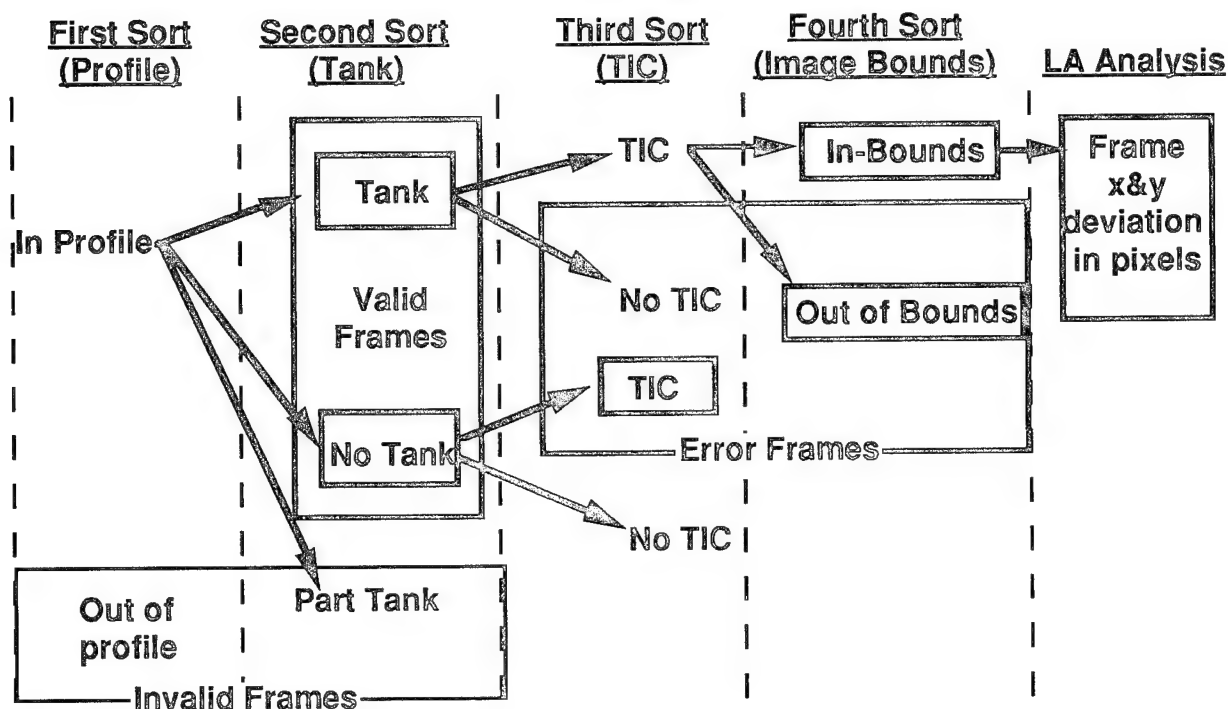 First Sort
(Profile)
Second Sort
(Tank)
Third Sort
(TIC)
Fourth Sort
(Image Bounds)
LA Analysis
In Profile
Tank
Valid
Frames
No Tank
Part Tank
Out of
profile
Invalid Frames
TIC
No TIC
TIC
Error Frames
No TIC
In-Bounds
Out of Bounds
Frame
x&y
deviation
in pixels